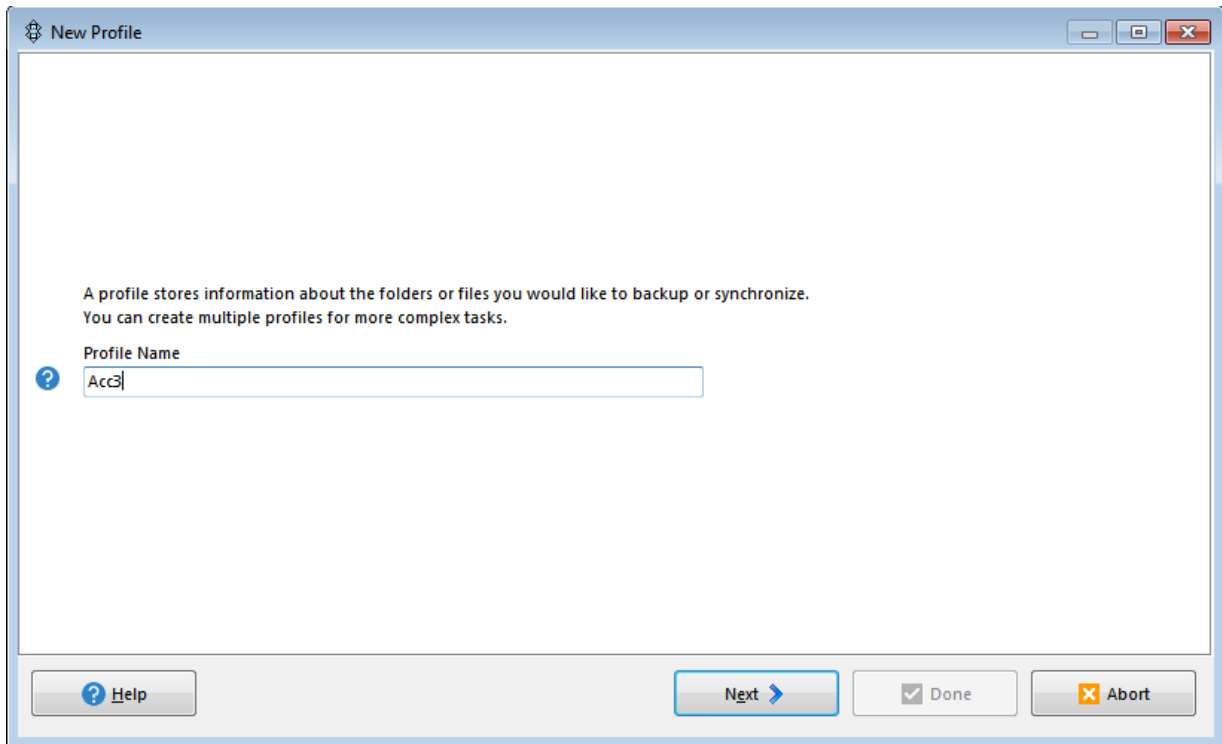 New Profile
A profile stores information about the folders or files you would like to backup or synchronize.
You can create multiple profiles for more complex tasks.
Profile Name
Acc3
Help
Next
Done
Abort